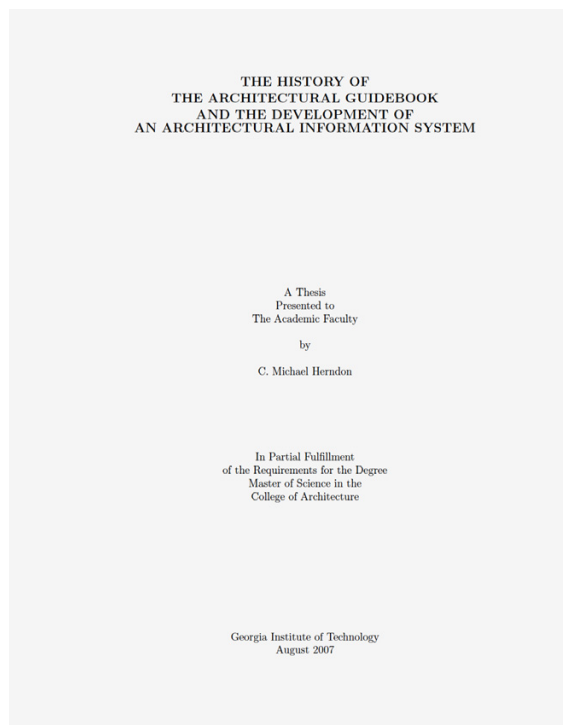 THE HISTORY OF
THE ARCHITECTURAL GUIDEBOOK
AND THE DEVELOPMENT OF
AN ARCHITECTURAL INFORMATION SYSTEM
A Thesis
Presented to
The Academic Faculty
by
C. Michael Herndon
In Partial Fulfillment
of the Requirements for the Degree
Master of Science in the
College of Architecture
Georgia Institute of Technology
August 2007